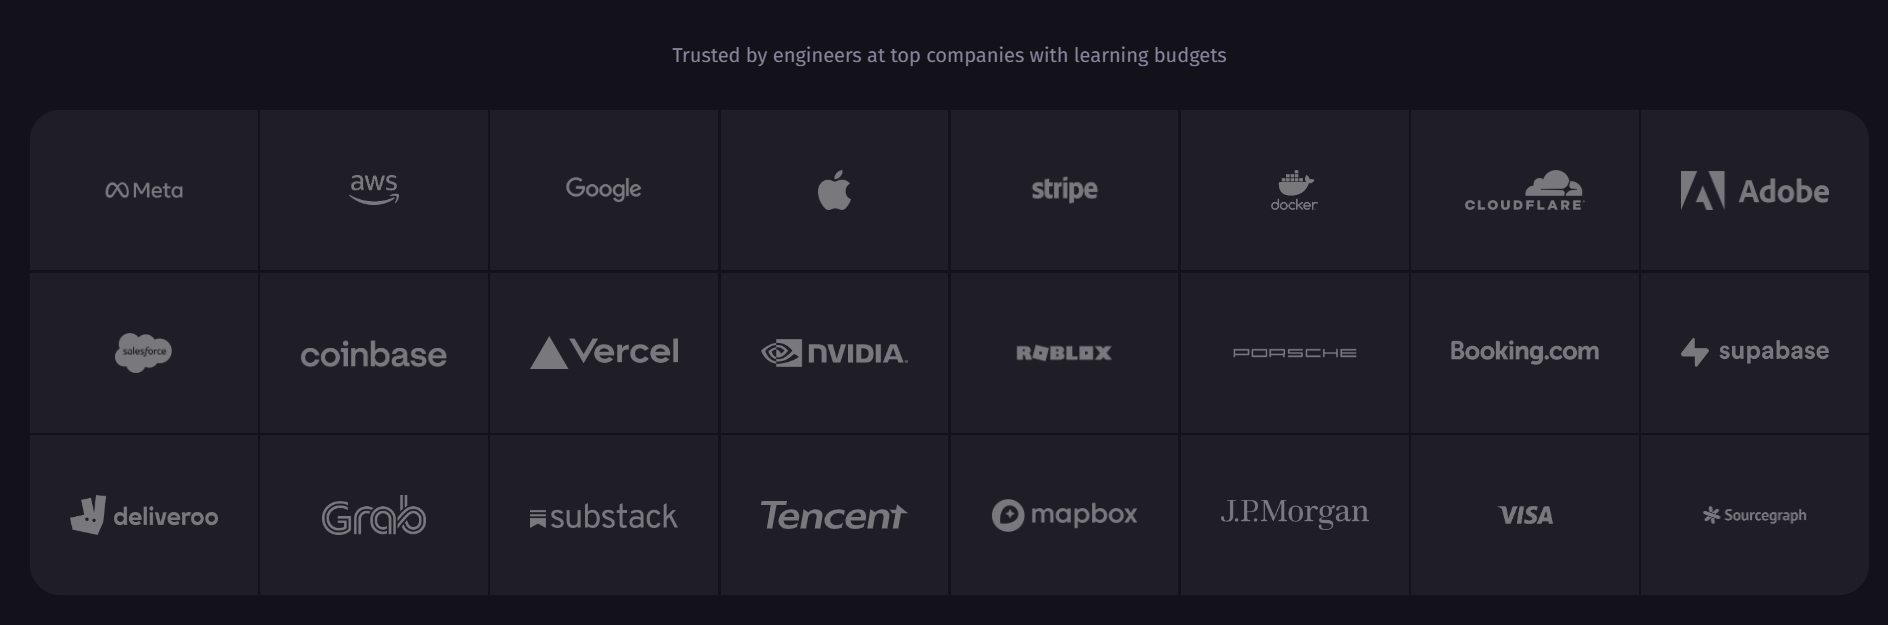 Trusted by engineers at top companies with learning budgets
Meta
aws
Google
stripe
docker
CLOUDFLARE
Adobe
salesforce
coinbase
Vercel
NVIDIA.
ROBLOX
PORSCHE
Booking.com
supabase
deliveroo
Grab
substack
Tencent
mapbox
J.P.Morgan
VISA
Sourcegraph